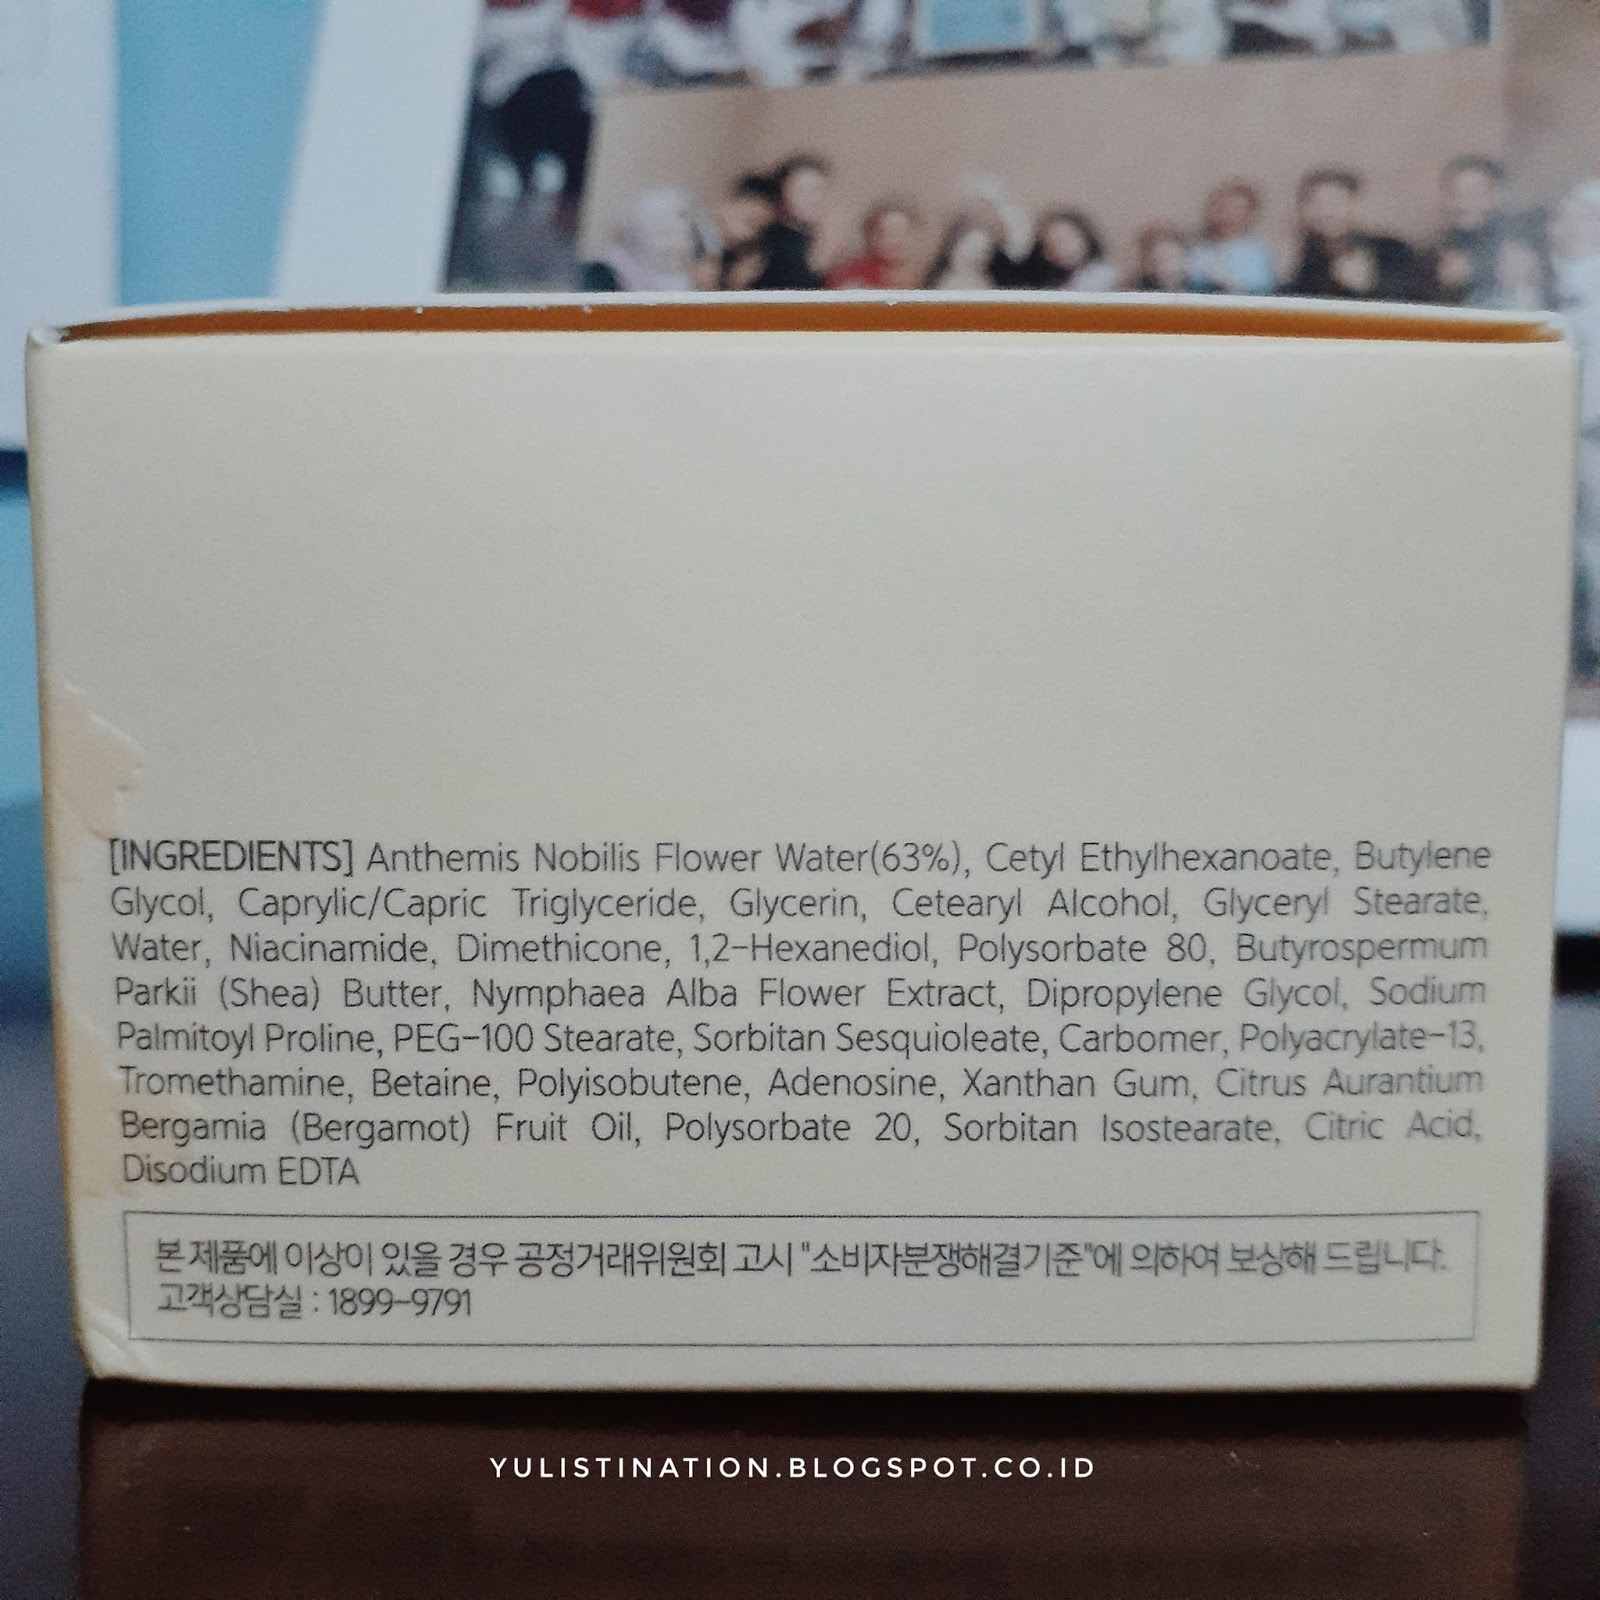 [INGREDIENTS] Anthemis Nobilis Flower Water(63%), Cetyl Ethylhexanoate, Butylene
Glycol, Caprylic/Capric Triglyceride, Glycerin, Cetearyl Alcohol, Glyceryl Stearate,
Water, Niacinamide, Dimethicone, 1,2-Hexanediol, Polysorbate 80, Butyrospermum
Parkii (Shea) Butter, Nymphaea Alba Flower Extract, Dipropylene Glycol, Sodium
Palmitoyl Proline, PEG-100 Stearate, Sorbitan Sesquioleate, Carbomer, Polyacrylate-13,
Tromethamine, Betaine, Polyisobutene, Adenosine, Xanthan Gum, Citrus Aurantium
Bergamia (Bergamot) Fruit Oil, Polysorbate 20, Sorbitan Isostearate, Citric Acid,
Disodium EDTA
본 제품에 이상이 있을 경우 공정거래위원회 고시 "소비자분쟁해결기준"에 의하여 보상해 드립니다.
고객상담실 : 1899-9791
YULISTINATION.BLOGSPOT.CO.ID